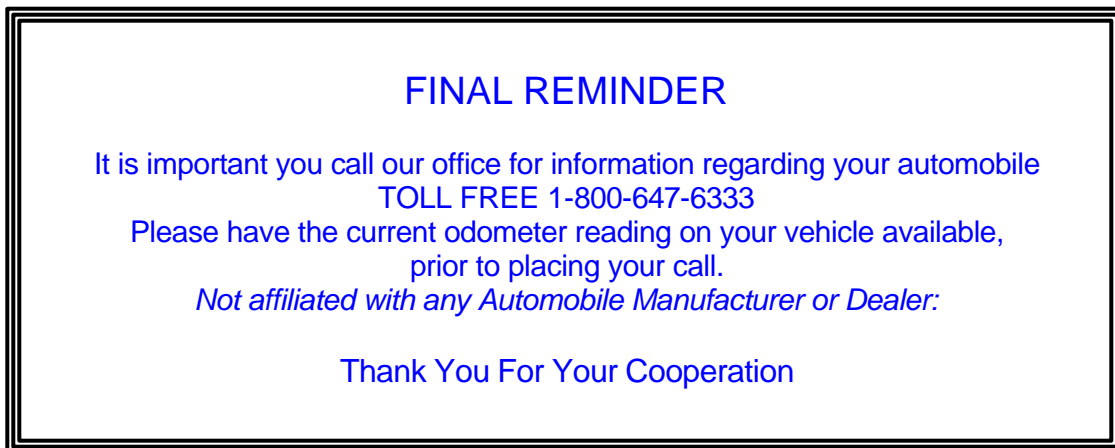 FINAL REMINDER
It is important you call our office for information regarding your automobile
TOLL FREE 1-800-647-6333
Please have the current odometer reading on your vehicle available,
prior to placing your call.
Not affiliated with any Automobile Manufacturer or Dealer:
Thank You For Your Cooperation